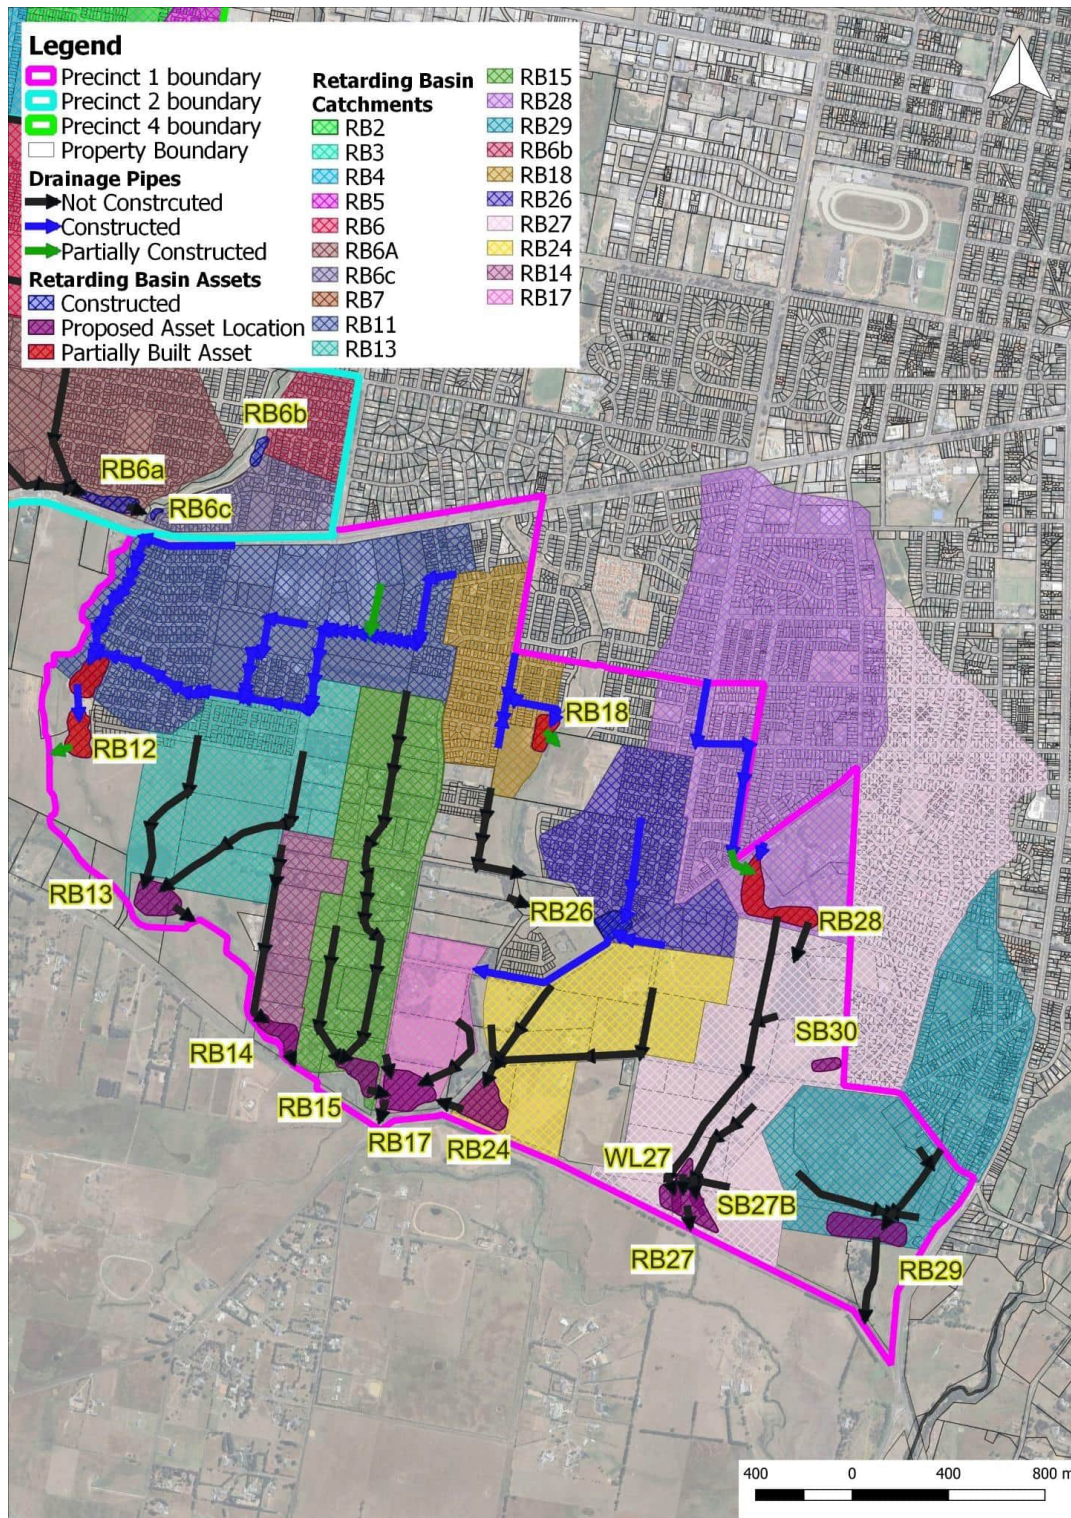 Legend
Precinct 1 boundary
Precinct 2 boundary
Precinct 4 boundary
Property Boundary
Drainage Pipes
Not Constrcuted
Constructed
Partially Constructed
Retarding Basin Assets
Constructed
Proposed Asset Location
Partially Built Asset
Retarding Basin
Catchments
RB2
RB3
RB4
RB5
RB6
RB6A
RB6c
RB7
RB11
RB13
RB15
RB28
RB29
RB6b
RB18
RB26
RB27
RB24
RB14
RB17
RB6b
RB6a
RB6c
RB18
RB12
RB13
RB26
RB28
SB30
RB14
RB15
RB17
RB24
WL27
SB27B
RB27
RB29
400 0 400 800 m